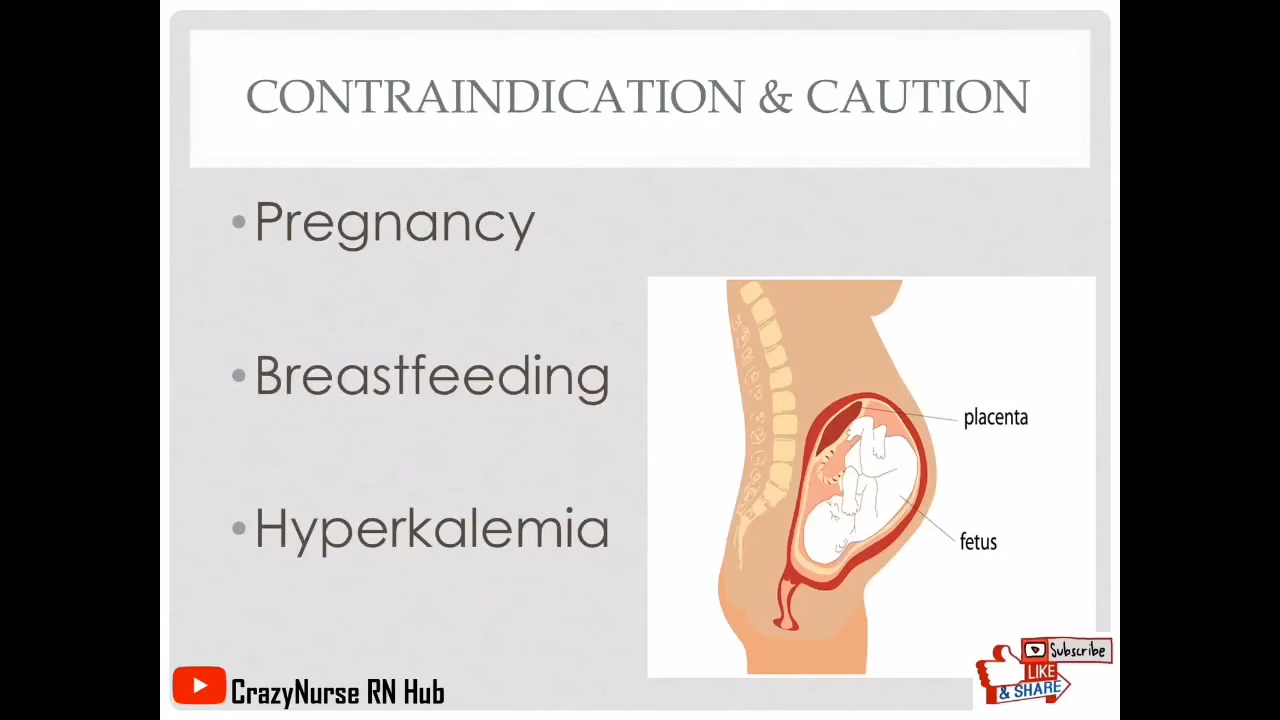 CONTRAINDICATION & CAUTION
•Pregnancy
•Breastfeeding
•Hyperkalemia
placenta
fetus
CrazyNurse RN Hub
Subscribe
LIKE
& SHARE